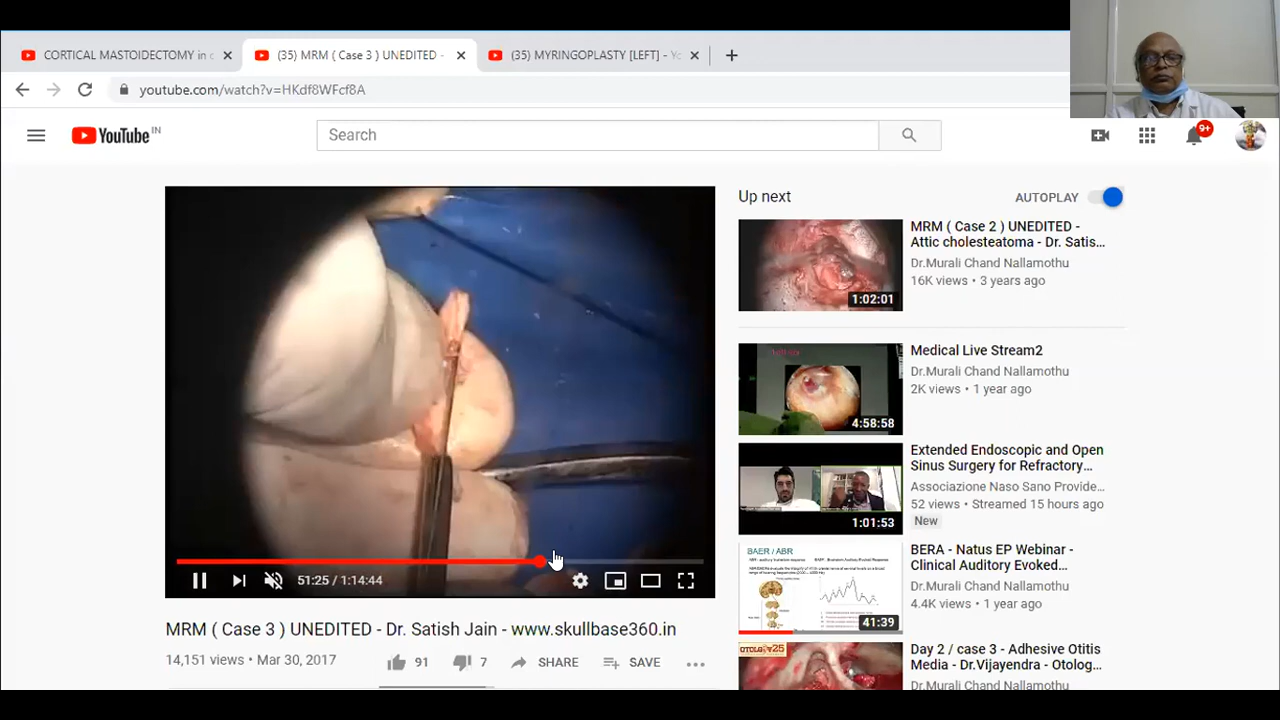 CORTICAL MASTOIDECTOMY in c
(35) MRM ( Case 3 ) UNEDITED -
(35) MYRINGOPLASTY [LEFT] - Yo
youtube.com/watch?v=HKdf8WFcf8A
YouTube IN
Search
9+
Up next
AUTOPLAY
MRM ( Case 2 ) UNEDITED -
Attic cholesteatoma - Dr. Satis...
Dr.Murali Chand Nallamothu
16K views • 3 years ago
1:02:01
Medical Live Stream2
Dr.Murali Chand Nallamothu
2K views • 1 year ago
4:58:58
Extended Endoscopic and Open
Sinus Surgery for Refractory...
Associazione Naso Sano Provide...
52 views • Streamed 15 hours ago
New
1:01:53
BAER / ABR
BERA - Natus EP Webinar -
Clinical Auditory Evoked...
Dr.Murali Chand Nallamothu
4.4K views • 1 year ago
41:39
OTOLOGY25
Day 2 / case 3 - Adhesive Otitis
Media - Dr.Vijayendra - Otolog...
Dr.Murali Chand Nallamothu
51:25 / 1:14:44
MRM ( Case 3 ) UNEDITED - Dr. Satish Jain - www.skullbase360.in
14,151 views • Mar 30, 2017
91
7
SHARE
SAVE